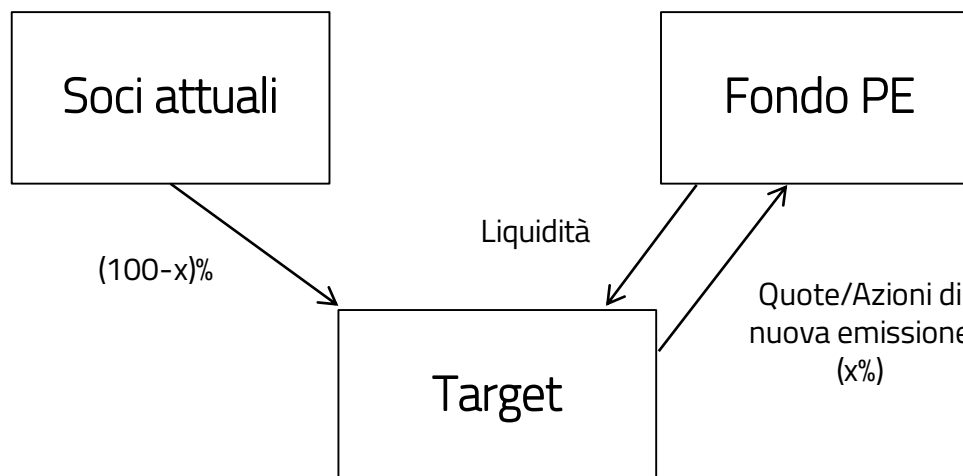 Soci attuali
Fondo PE
Liquidità
(100-x)%
Quote/Azioni di
nuova emissione
(x%)
Target